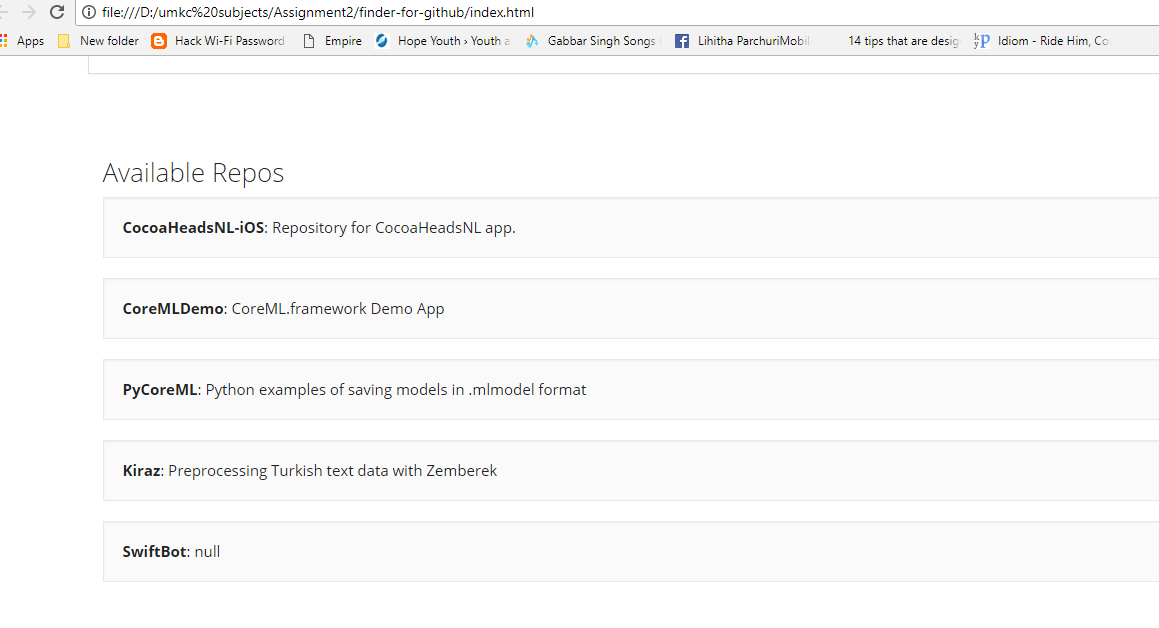 file:///D:/umkc%20subjects/Assignment2/finder-for-github/index.html
Apps New folder Hack Wi-Fi Password Empire Hope Youth › Youth a Gabbar Singh Songs Lihitha ParchuriMobil 14 tips that are desig Idiom - Ride Him, Co
Available Repos
CocoaHeadsNL-iOS: Repository for CocoaHeadsNL app.
CoreMLDemo: CoreML.framework Demo App
PyCoreML: Python examples of saving models in .mlmodel format
Kiraz: Preprocessing Turkish text data with Zemberek
SwiftBot: null